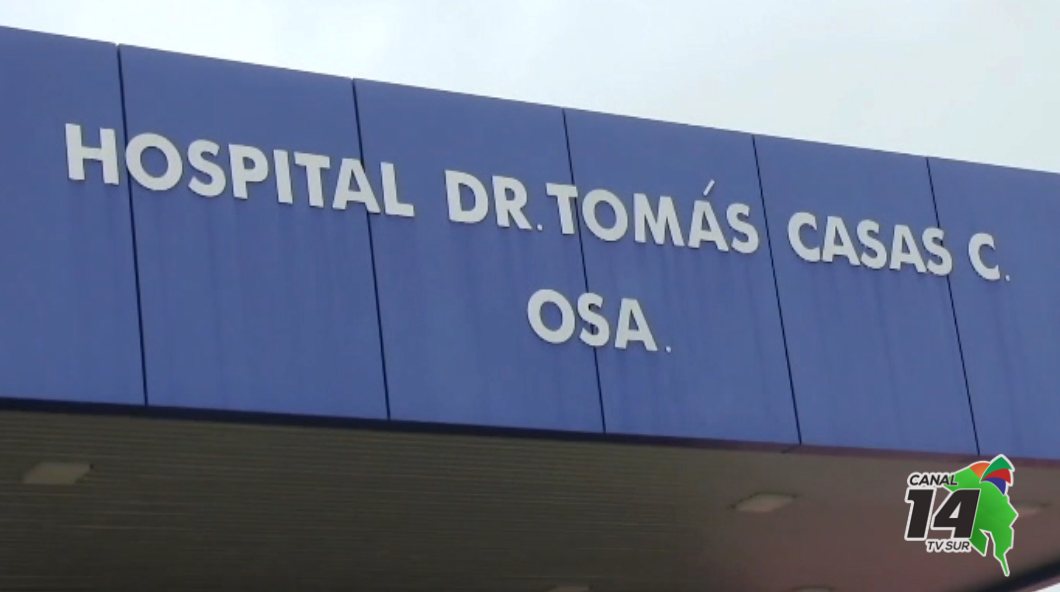 HOSPITAL DR. TOMÁS CASAS C.
OSA.
CANAL
14
TV SUR